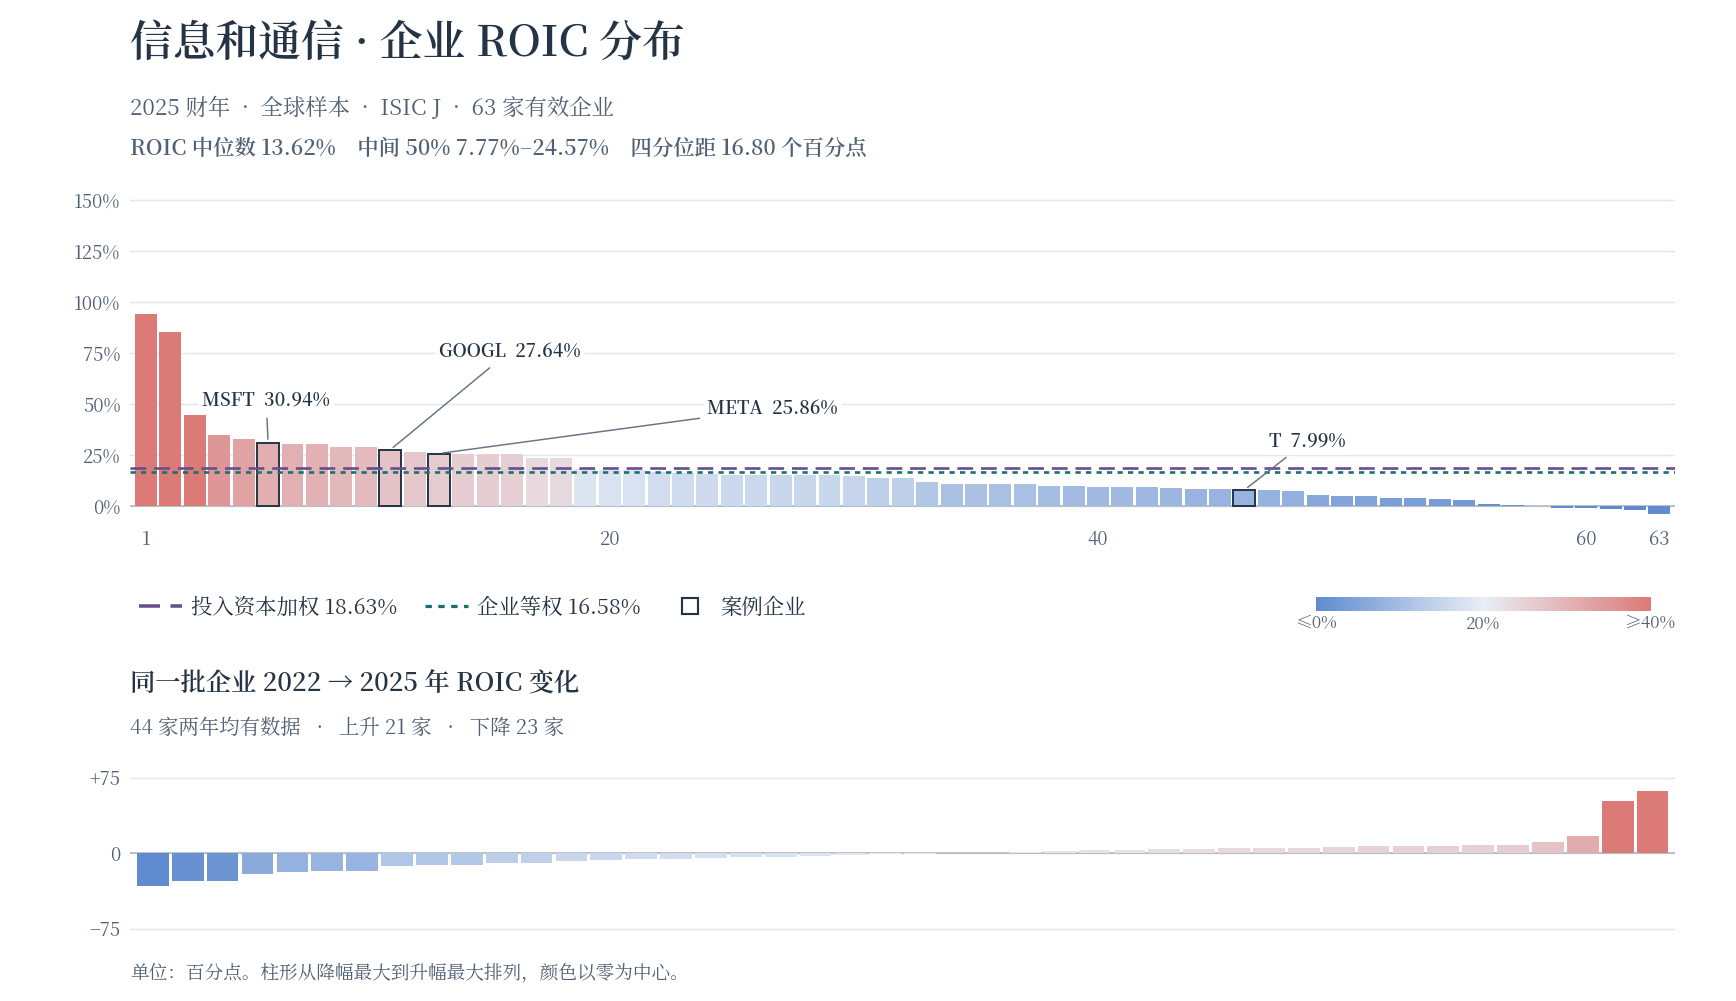 信息和通信 · 企业 ROIC 分布
2025 财年 · 全球样本 · ISIC J · 63 家有效企业
ROIC 中位数 13.62% 中间 50% 7.77%–24.57% 四分位距 16.80 个百分点
150%
125%
100%
75%
50%
25%
0%
GOOGL 27.64%
MSFT 30.94%
META 25.86%
T 7.99%
1 20 40 60 63
投入资本加权 18.63% 企业等权 16.58% 案例企业
⩽0% 20% ⩾40%
同一批企业 2022 → 2025 年 ROIC 变化
44 家两年均有数据 · 上升 21 家 · 下降 23 家
+75
0
−75
单位：百分点。柱形从降幅最大到升幅最大排列，颜色以零为中心。